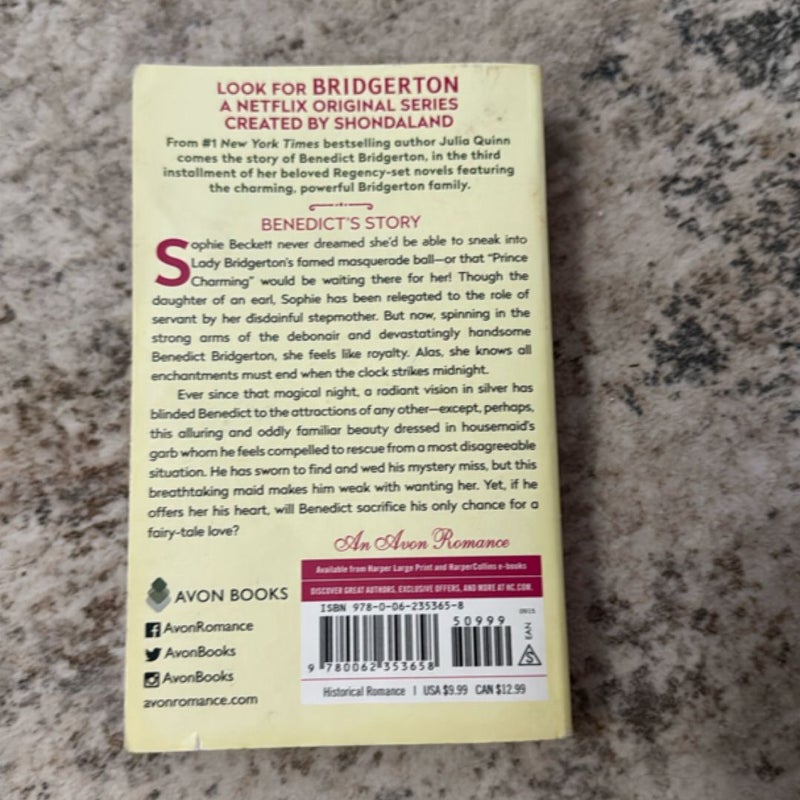 LOOK FOR BRIDGERTON
A NETFLIX ORIGINAL SERIES
CREATED BY SHONDALAND
From #1 New York Times bestselling author Julia Quinn
comes the story of Benedict Bridgerton, in the third
installment of her beloved Regency-set novels featuring
the charming, powerful Bridgerton family.
BENEDICT'S STORY
Sophie Beckett never dreamed she'd be able to sneak into
Lady Bridgerton's famed masquerade ball—or that "Prince
Charming" would be waiting there for her! Though the
daughter of an earl, Sophie has been relegated to the role of
servant by her disdainful stepmother. But now, spinning in the
strong arms of the debonair and devastatingly handsome
Benedict Bridgerton, she feels like royalty. Alas, she knows all
enchantments must end when the clock strikes midnight.
Ever since that magical night, a radiant vision in silver has
blinded Benedict to the attractions of any other—except, perhaps,
this alluring and oddly familiar beauty dressed in housemaid's
garb whom he feels compelled to rescue from a most disagreeable
situation. He has sworn to find and wed his mystery miss, but this
breathtaking maid makes him weak with wanting her. Yet, if he
offers her his heart, will Benedict sacrifice his only chance for a
fairy-tale love?
An Avon Romance
Available from Harper Large Print and HarperCollins e-books
DISCOVER GREAT AUTHORS, EXCLUSIVE OFFERS, AND MORE AT HC.COM.
AVON BOOKS
AvonRomance
AvonBooks
AvonBooks
avonromance.com
ISBN 978-0-06-235365-8
50999
0915
EAN
S
9 780062 353658
Historical Romance | USA $9.99 CAN $12.99